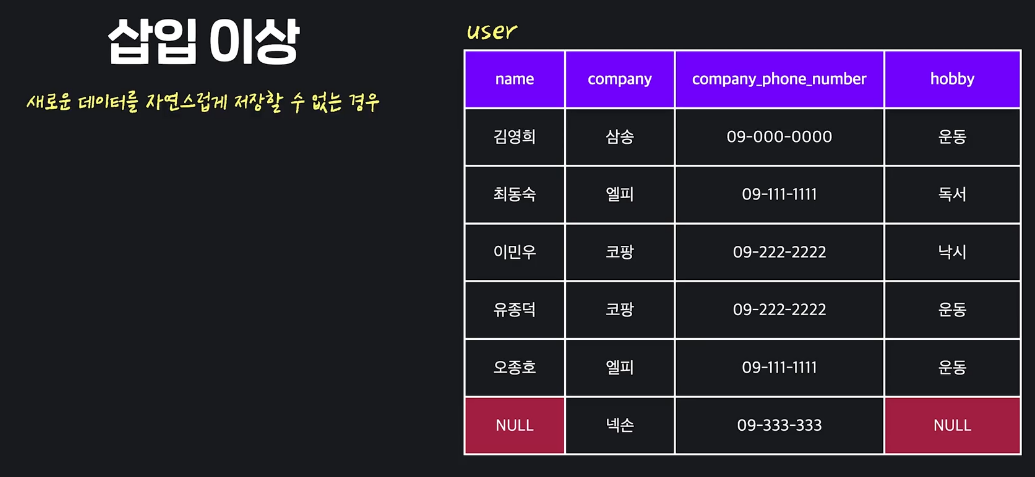 삽입 이상
새로운 데이터를 자연스럽게 저장할 수 없는 경우
user
name company company_phone_number hobby
김영희 삼송 09-000-0000 운동
최동숙 엘피 09-111-1111 독서
이민우 코팡 09-222-2222 낙시
유종덕 코팡 09-222-2222 운동
오종호 엘피 09-111-1111 운동
NULL 넥손 09-333-333 NULL